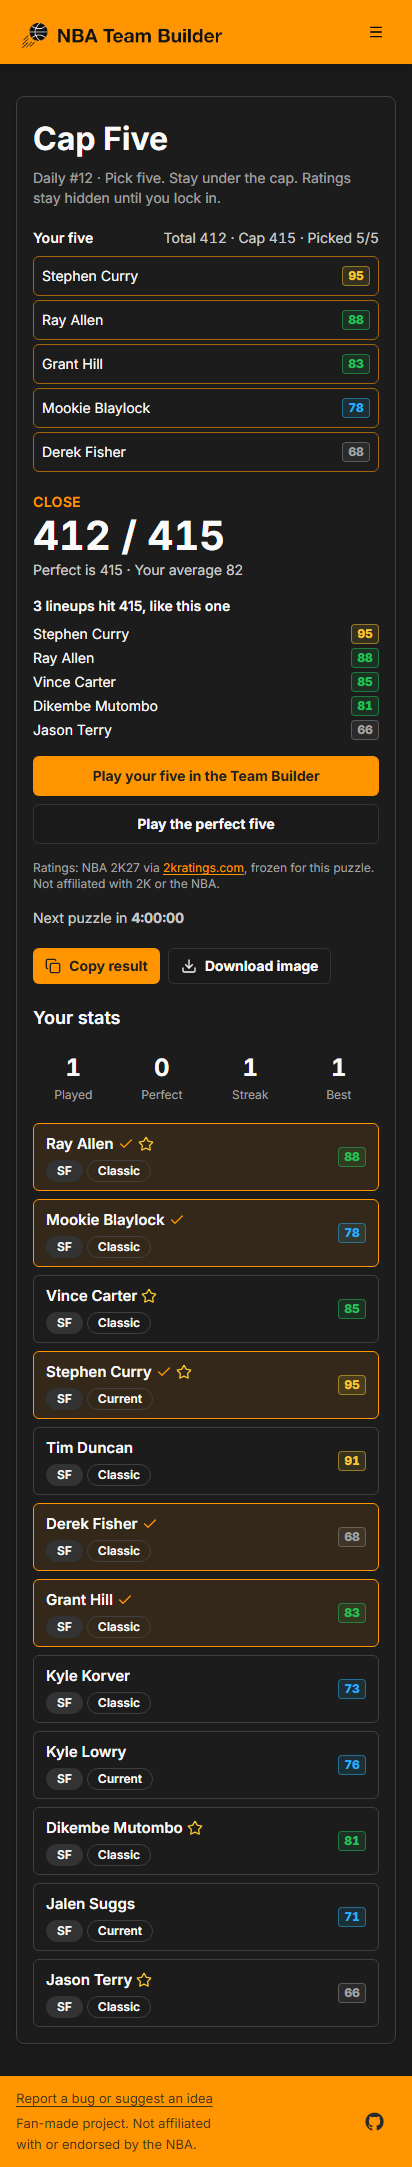 NBA Team Builder
Cap Five
Daily #12 · Pick five. Stay under the cap. Ratings
stay hidden until you lock in.
Your five Total 412 · Cap 415 · Picked 5/5
Stephen Curry 95
Ray Allen 88
Grant Hill 83
Mookie Blaylock 78
Derek Fisher 68
CLOSE
412 / 415
Perfect is 415 · Your average 82
3 lineups hit 415, like this one
Stephen Curry 95
Ray Allen 88
Vince Carter 85
Dikembe Mutombo 81
Jason Terry 66
Play your five in the Team Builder
Play the perfect five
Ratings: NBA 2K27 via 2kratings.com, frozen for this puzzle.
Not affiliated with 2K or the NBA.
Next puzzle in 4:00:00
Copy result Download image
Your stats
1 0 1 1
Played Perfect Streak Best
Ray Allen 88
SF Classic
Mookie Blaylock 78
SF Classic
Vince Carter 85
SF Classic
Stephen Curry 95
SF Current
Tim Duncan 91
SF Classic
Derek Fisher 68
SF Classic
Grant Hill 83
SF Classic
Kyle Korver 73
SF Classic
Kyle Lowry 76
SF Current
Dikembe Mutombo 81
SF Classic
Jalen Suggs 71
SF Current
Jason Terry 66
SF Classic
Report a bug or suggest an idea
Fan-made project. Not affiliated
with or endorsed by the NBA.